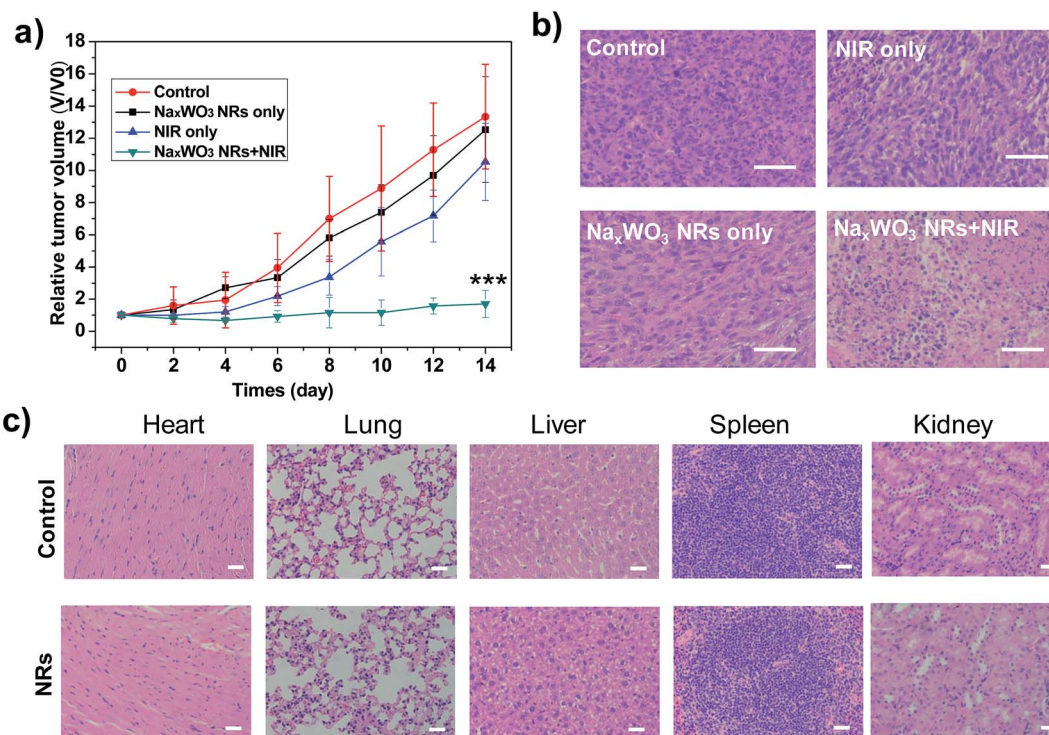 a)
Relative tumor volume (V/V0)
18
16
14
12
10
8
6
4
2
0
Control
NaxWO3 NRs only
NIR only
NaxWO3 NRs+NIR
***
0 2 4 6 8 10 12 14
Times (day)
b)
Control
NIR only
NaxWO3 NRs only
NaxWO3 NRs+NIR
c)
Heart Lung Liver Spleen Kidney
Control
NRs